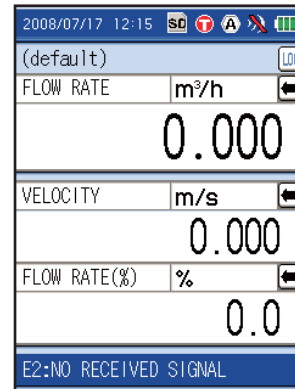 2008/07/17 12:15 SD T A
(default)
FLOW RATE m³/h
0.000
VELOCITY m/s
0.000
FLOW RATE(%) %
0.0
E2:NO RECEIVED SIGNAL